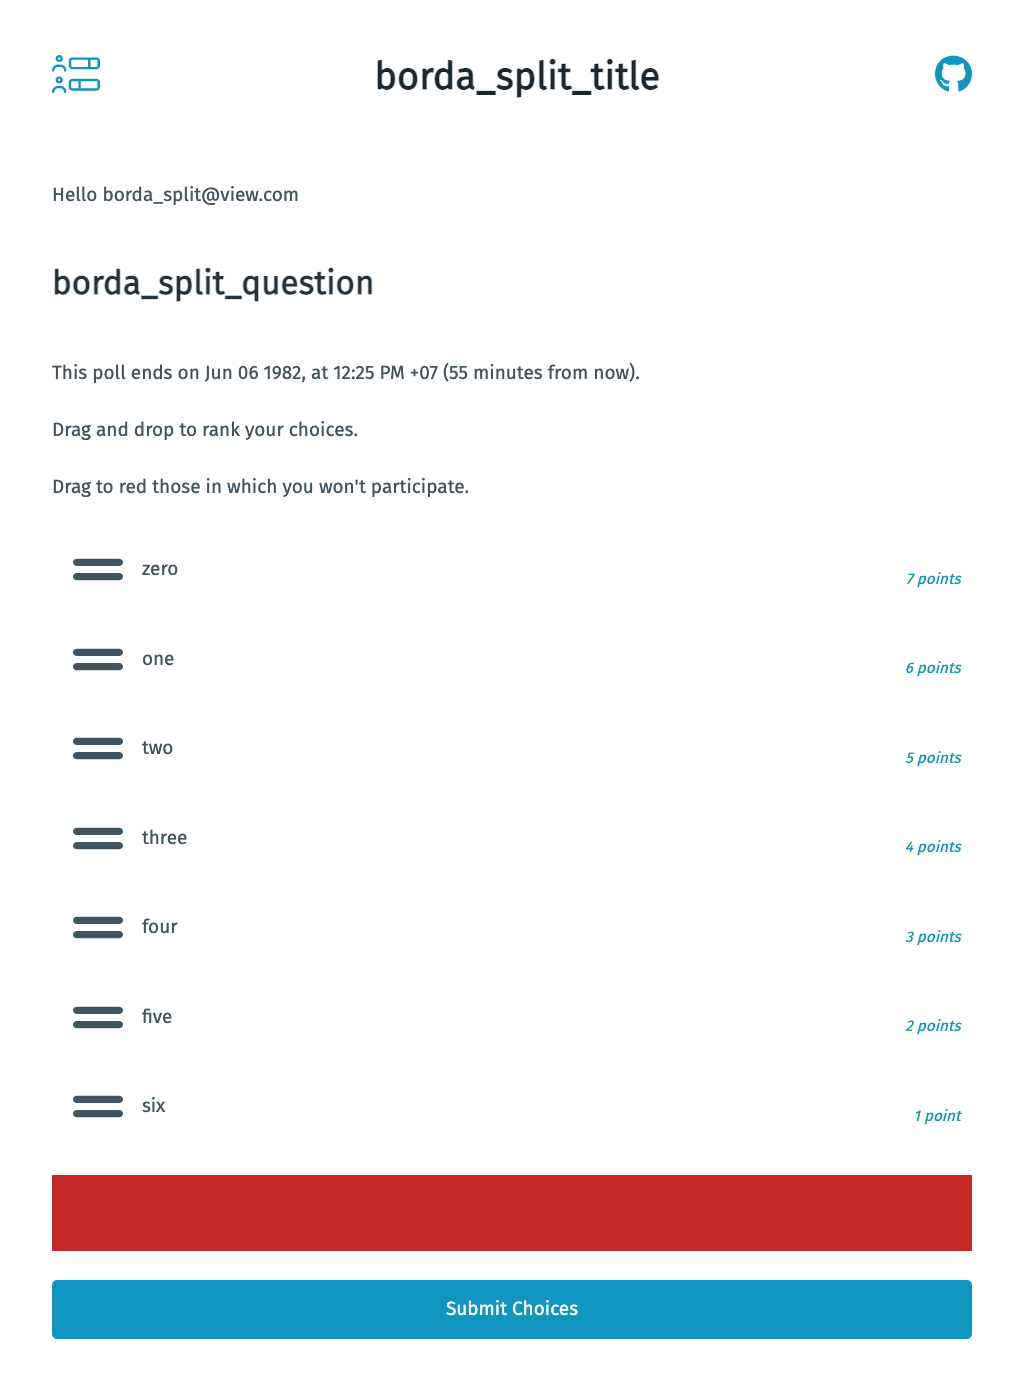 borda_split_title
Hello borda_split@view.com
borda_split_question
This poll ends on Jun 06 1982, at 12:25 PM +07 (55 minutes from now).
Drag and drop to rank your choices.
Drag to red those in which you won't participate.
zero
7 points
one
6 points
two
5 points
three
4 points
four
3 points
five
2 points
six
1 point
Submit Choices